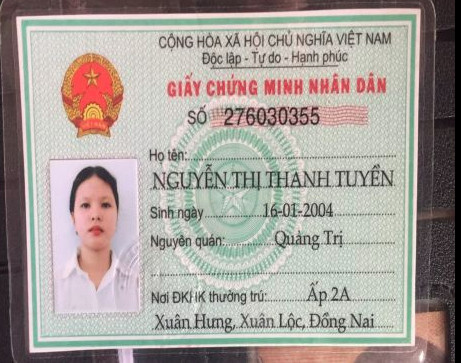 CỘNG HÒA XÃ HỘI CHỦ NGHĨA VIỆT NAM
Độc lập - Tự do - Hạnh phúc
GIẤY CHỨNG MINH NHÂN DÂN
SỐ 276030355
Họ tên:
NGUYỄN THỊ THANH TUYỀN
Sinh ngày 16-01-2004
Nguyên quán: Quảng Trị
Nơi ĐKHK thường trú: Ấp 2A
Xuân Hưng, Xuân Lộc, Đồng Nai